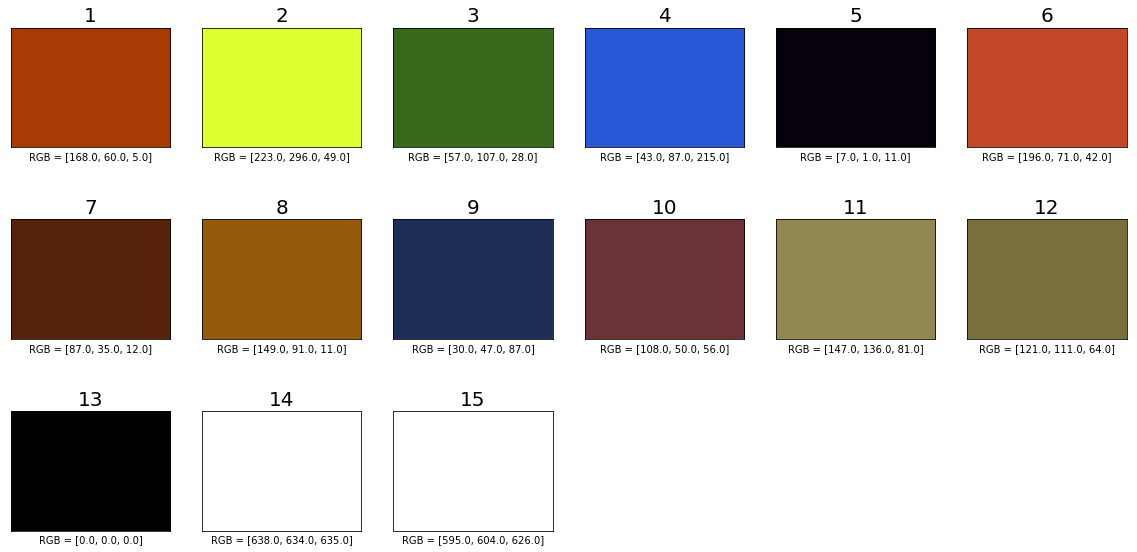 1 2 3 4 5 6
RGB = [168.0, 60.0, 5.0] RGB = [223.0, 296.0, 49.0] RGB = [57.0, 107.0, 28.0] RGB = [43.0, 87.0, 215.0] RGB = [7.0, 1.0, 11.0] RGB = [196.0, 71.0, 42.0]
7 8 9 10 11 12
RGB = [87.0, 35.0, 12.0] RGB = [149.0, 91.0, 11.0] RGB = [30.0, 47.0, 87.0] RGB = [108.0, 50.0, 56.0] RGB = [147.0, 136.0, 81.0] RGB = [121.0, 111.0, 64.0]
13 14 15
RGB = [0.0, 0.0, 0.0] RGB = [638.0, 634.0, 635.0] RGB = [595.0, 604.0, 626.0]